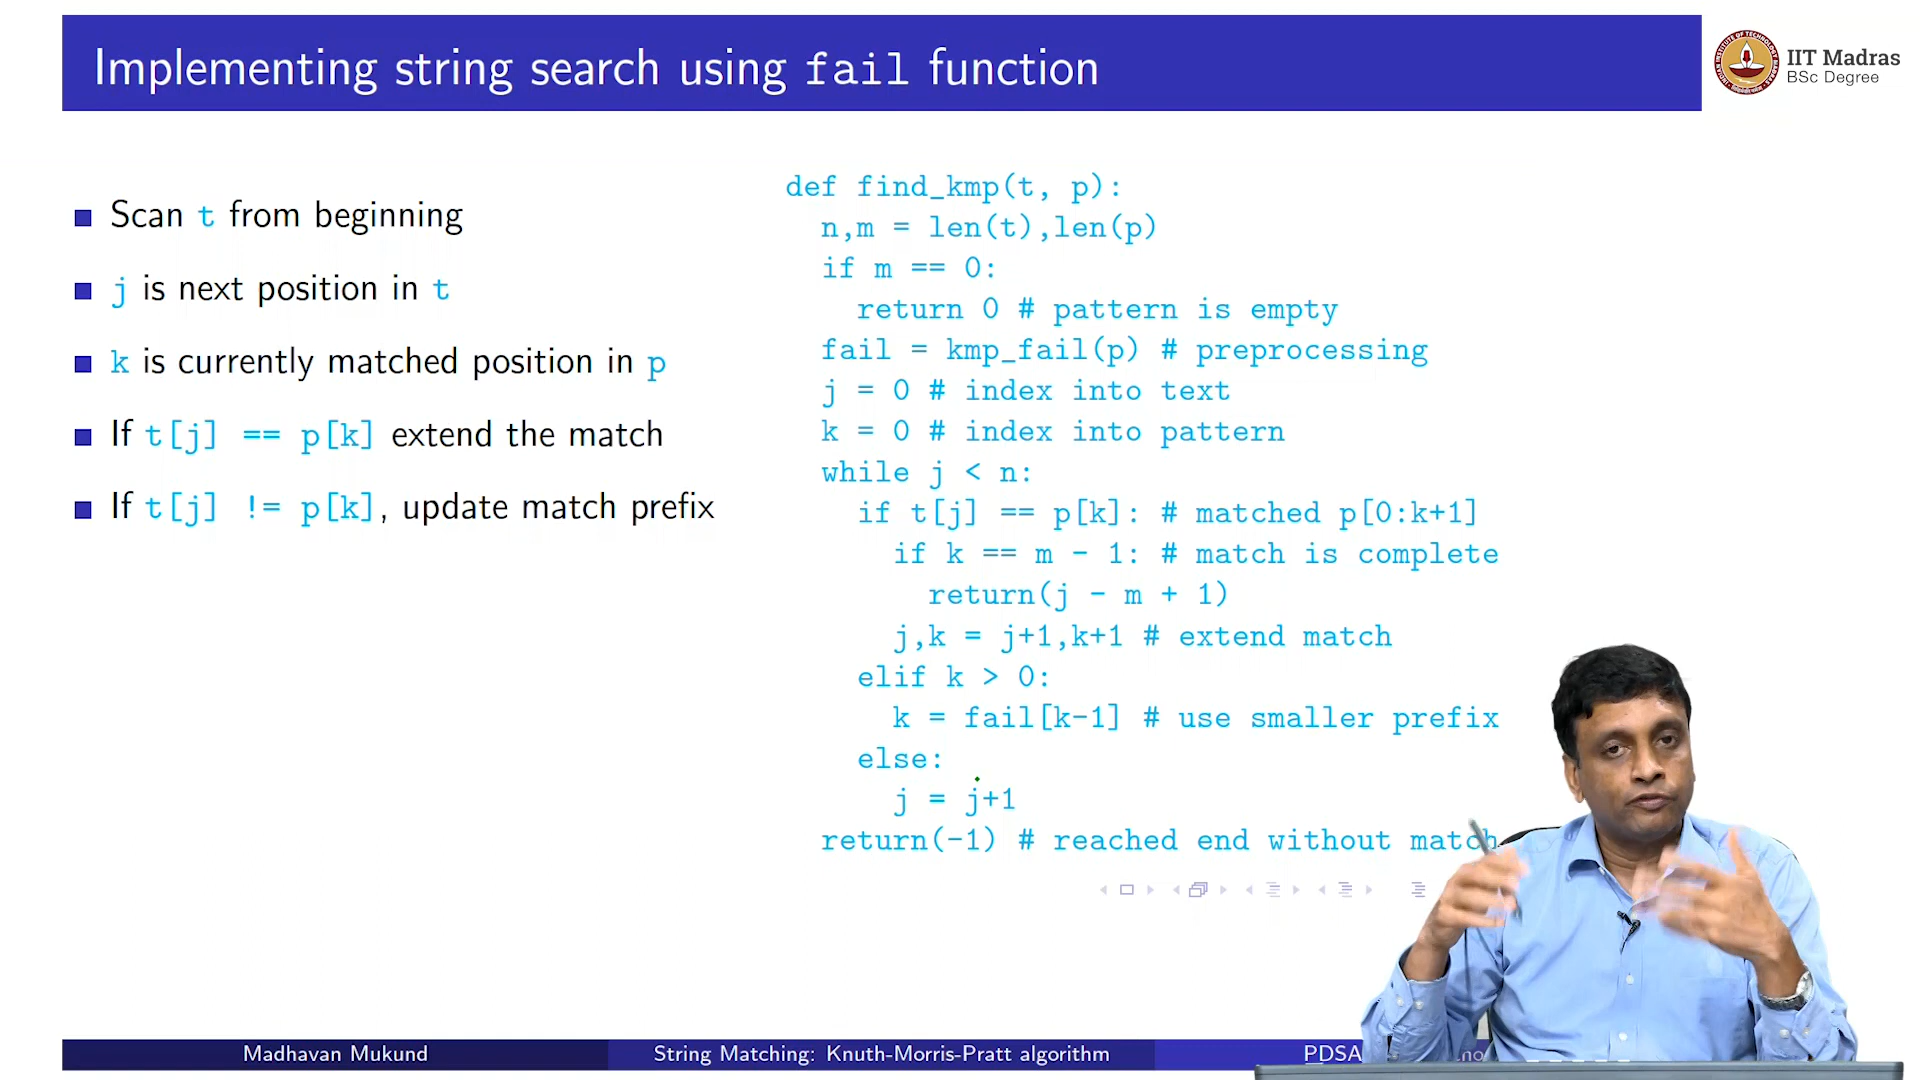 Implementing string search using fail function
IIT Madras
BSc Degree
Scan t from beginning
j is next position in t
k is currently matched position in p
If t[j] == p[k] extend the match
If t[j] != p[k], update match prefix
def find_kmp(t, p):
  n,m = len(t),len(p)
  if m == 0:
    return 0 # pattern is empty
  fail = kmp_fail(p) # preprocessing
  j = 0 # index into text
  k = 0 # index into pattern
  while j < n:
    if t[j] == p[k]: # matched p[0:k+1]
      if k == m - 1: # match is complete
        return(j - m + 1)
      j,k = j+1,k+1 # extend match
    elif k > 0:
      k = fail[k-1] # use smaller prefix
    else:
      j = j+1
  return(-1) # reached end without match
Madhavan Mukund
String Matching: Knuth-Morris-Pratt algorithm
PDSA